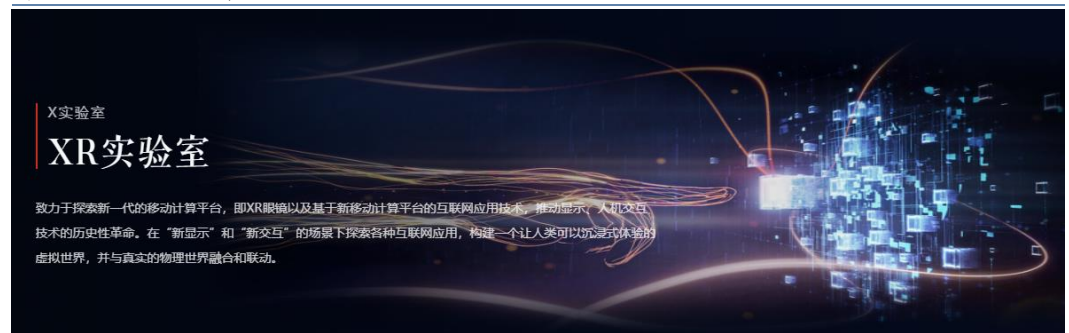 X实验室
XR实验室
致力于探索新一代的移动计算平台，即XR眼镜以及基于新移动计算平台的互联网应用技术，推动显示、人机交互
技术的历史性革命。在“新显示”和“新交互”的场景下探索各种互联网应用，构建一个让人类可以沉浸式体验的
虚拟世界，并与真实的物理世界融合和联动。